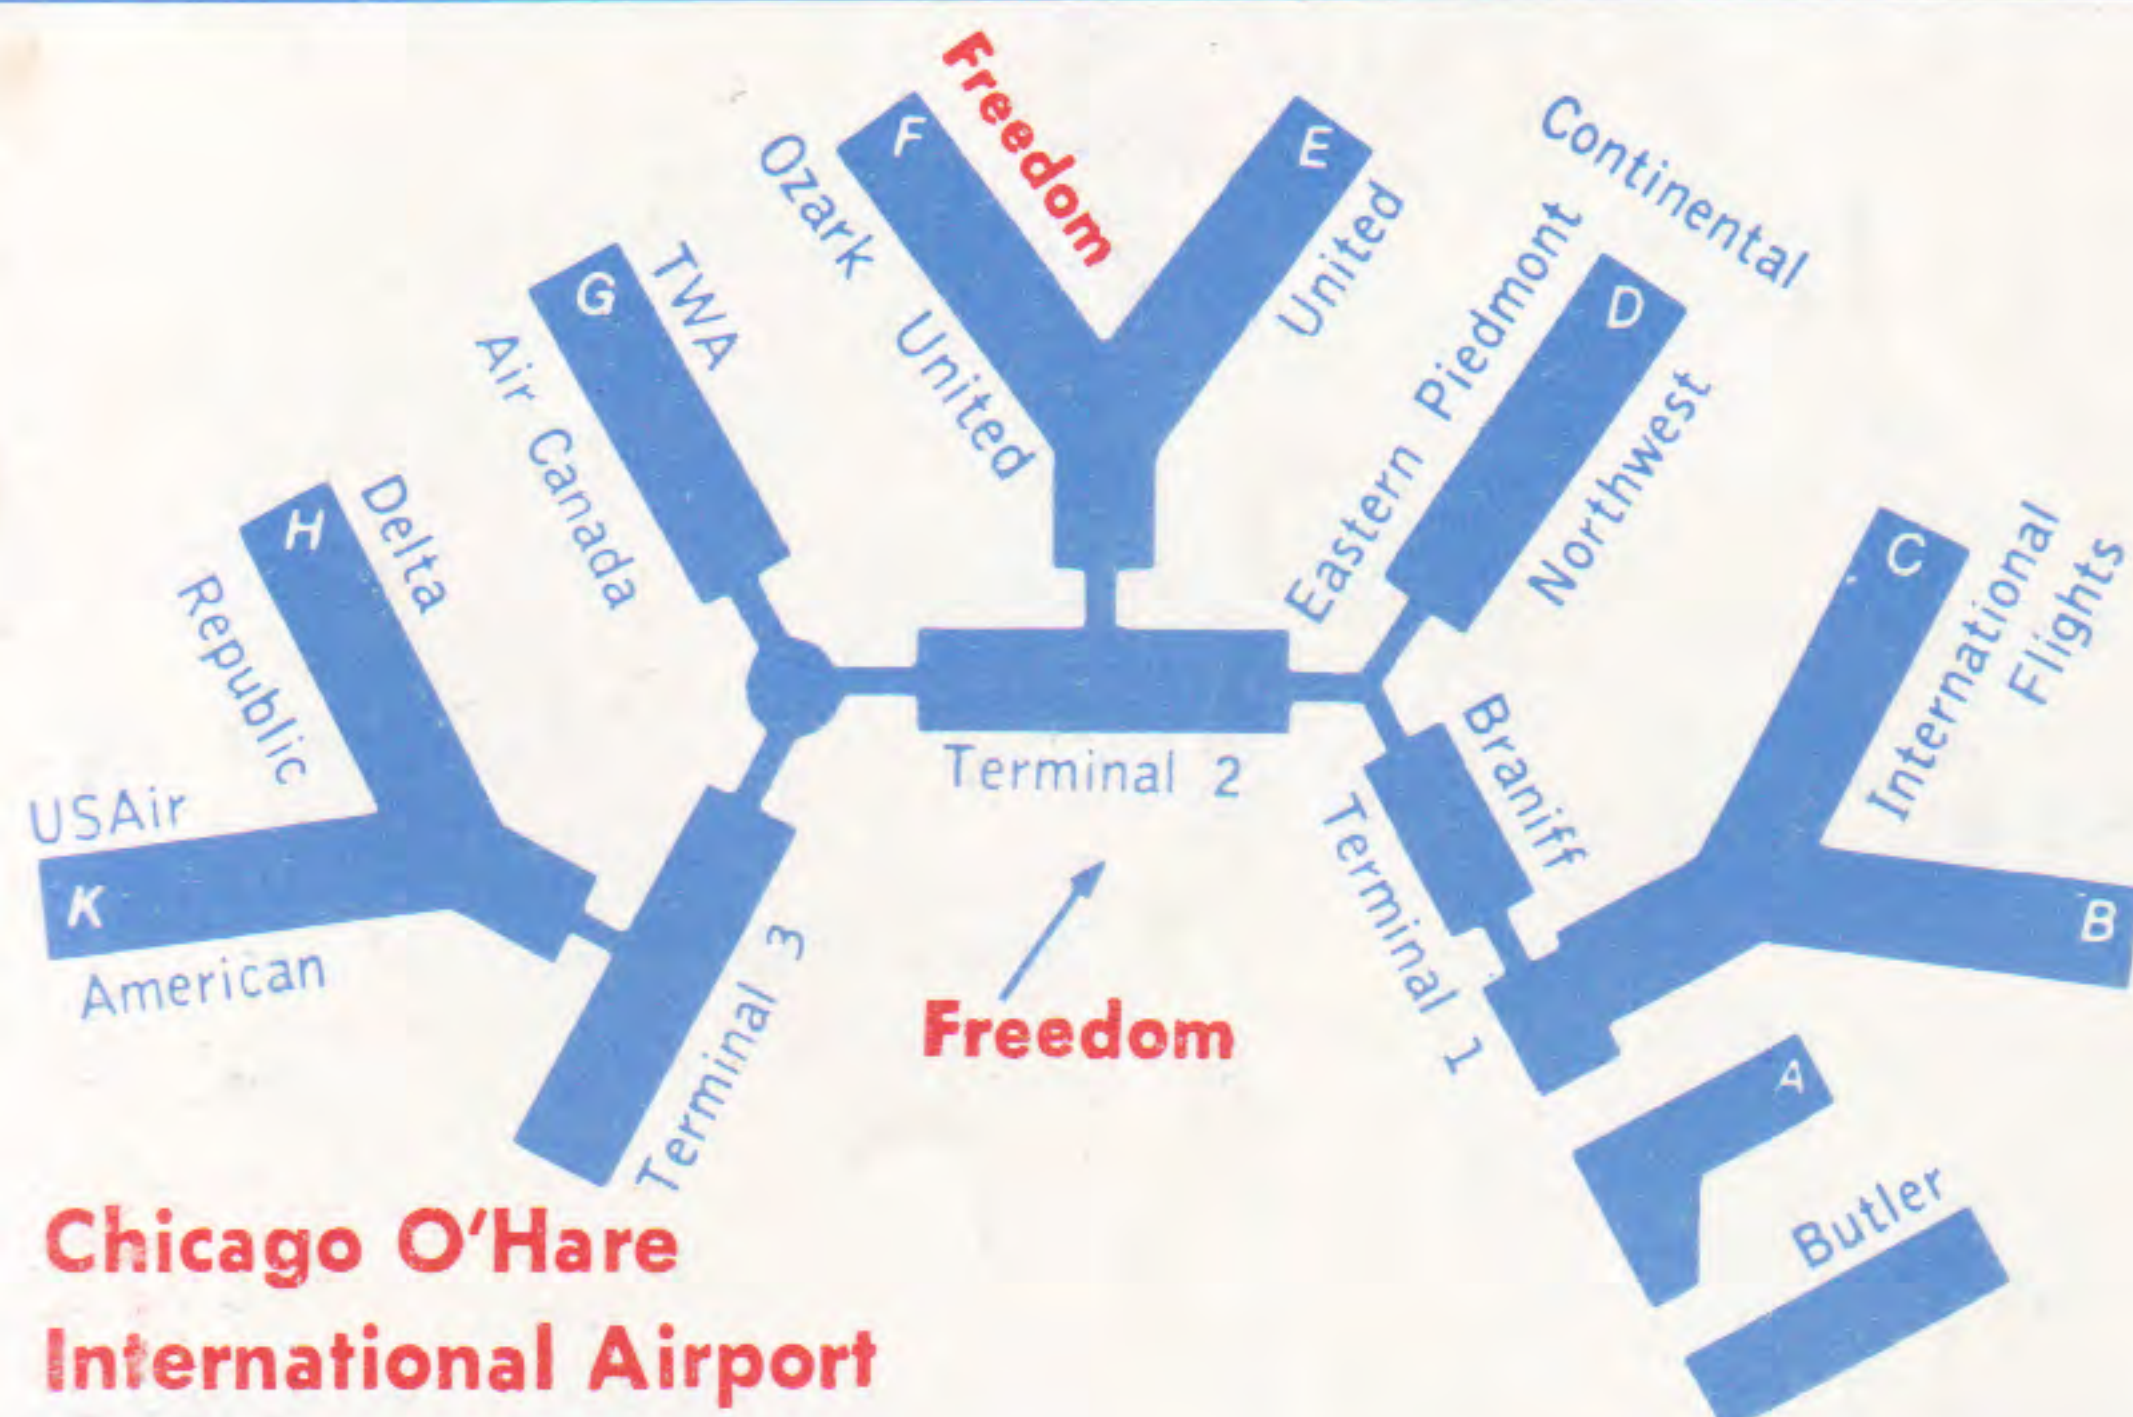 Freedom
F
E
Continental
Ozark
United
United
Eastern Piedmont
D
Northwest
G
TWA
Air Canada
H
Delta
Republic
USAir
K
American
Terminal 2
Terminal 3
Freedom
Braniff
Terminal 1
C
International
Flights
B
A
Butler
Chicago O'Hare
International Airport